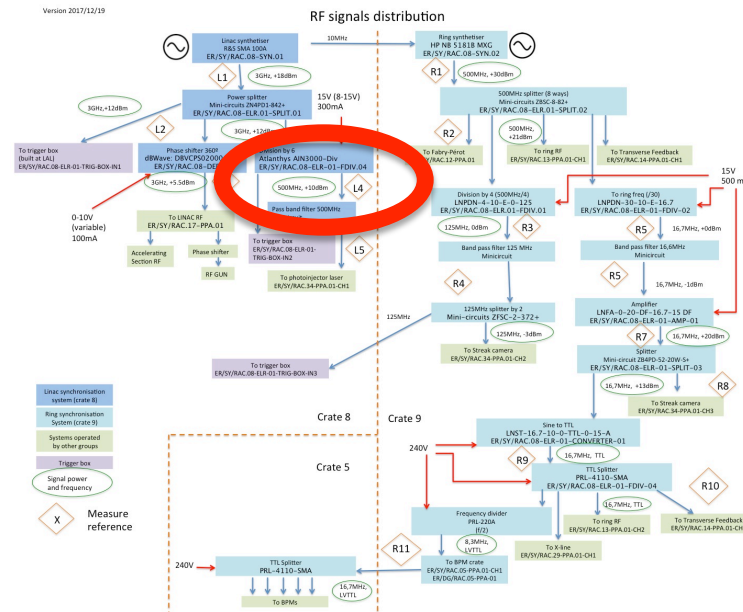 Version 2017/12/19
RF signals distribution
Linac synthetiser
R&S SMA 100A
ER/SY/RAC.08-SYN.01
10MHz
Ring synthetiser
HP NB 5181B MXG
ER/SY/RAC.08-SYN.02
L1
3GHz, +18dBm
R1
500MHz, +30dBm
3GHz,+12dBm
Power splitter
Mini-circuits ZN4PD1-842+
ER/SY/RAC.08-ELR.01-SPLIT.01
15V (8-15V)
300mA
500MHz splitter (8 ways)
Mini-circuits ZBSC-8-82+
ER/SY/RAC.08-ELR-01-SPLIT.02
L2
3GHz, +12dBm
R2
500MHz,
+21dBm
To trigger box
(built at LAL)
ER/SY/RAC.08-ELR-01-TRIG-BOX-IN1
Phase shifter 360º
dBWave: DBVCPS02000
ER/SY/RAC.08-DE
3GHz, +5.5dBm
Division by 6
Atlanthys AIN3000-Div
ER/SY/RAC.08-ELR-01-FDIV.04
500MHz, +10dBm
L4
To Fabry-Pérot
ER/SY/RAC.12-PPA.01
To ring RF
ER/SY/RAC.13-PPA.01-CH1
To Transverse Feedback
ER/SY/RAC.14-PPA.01-CH1
15V
500 m
Division by 4 (500MHz/4)
LNPDN-4-10-E-0-125
ER/SY/RAC.08-ELR-01-FDIV.01
To ring freq (/30)
LNPDN-30-10-E-16.7
ER/SY/RAC.08-ELR-01-FDIV-02
0-10V
(variable)
100mA
To LINAC RF
ER/SY/RAC.17-PPA.01
Pass band filter 500MHz
125MHz, 0dBm
R3
R5
16,7MHz, +0dBm
Accelerating
Section RF
Phase shifter
RF GUN
To trigger box
ER/SY/RAC.08-ELR-01-
TRIG-BOX-IN2
L5
Band pass filter 125 MHz
Minicircuit
Band pass filter 16,6MHz
Minicircuit
To photoinjector laser
ER/SY/RAC.34-PPA.01-CH1
R4
R5
16,7MHz, -1dBm
125MHz
125MHz splitter by 2
Mini-circuits ZFSC-2-372+
Amplifier
LNFA-0-20-DF-16.7-15 DF
ER/SY/RAC.08-ELR-01-AMP-01
125MHz, -3dBm
R7
16,7MHz, +20dBm
To Streak camera
ER/SY/RAC.34-PPA.01-CH2
Splitter
Mini-circuit ZB4PD-52-20W-S+
ER/SY/RAC.08-ELR-01-SPLIT-03
To trigger box
ER/SY/RAC.08-ELR-01-TRIG-BOX-IN3
16,7MHz, +13dBm
R8
To Streak camera
ER/SY/RAC.34-PPA.01-CH3
Linac synchronisation
system (crate 8)
Ring synchronisation
System (crate 9)
Systems operated
by other groups
Trigger box
Signal power
and frequency
X
Measure
reference
Crate 8
Crate 9
Crate 5
Sine to TTL
LNST-16.7-10-0-TTL-0-15-A
ER/SY/RAC.08-ELR-01-CONVERTER-01
240V
R9
16,7MHz, TTL
TTL Splitter
PRL-4110-SMA
ER/SY/RAC.08-ELR-01-FDIV-04
R10
16,7MHz, TTL
Frequency divider
PRL-220A
(f/2)
To ring RF
ER/SY/RAC.13-PPA.01-CH2
To Transverse Feedback
ER/SY/RAC.14-PPA.01-CH
R11
8,3MHz,
LVTTL
To X-line
ER/SY/RAC.29-PPA.01-CH1
240V
TTL Splitter
PRL-4110-SMA
To BPM crate
ER/SY/RAC.05-PPA.01-CH1
ER/DG/RAC.05-PPA-01
16,7MHz,
LVTTL
To BPMs